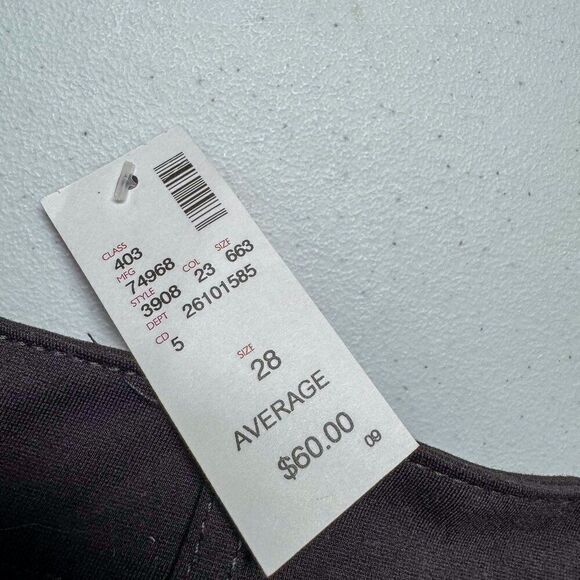 CLASS
403
MFG
74968
STYLE COL SIZE
3908 23 663
DEPT 26101585
CD
5
SIZE
28
AVERAGE
$60.00
09